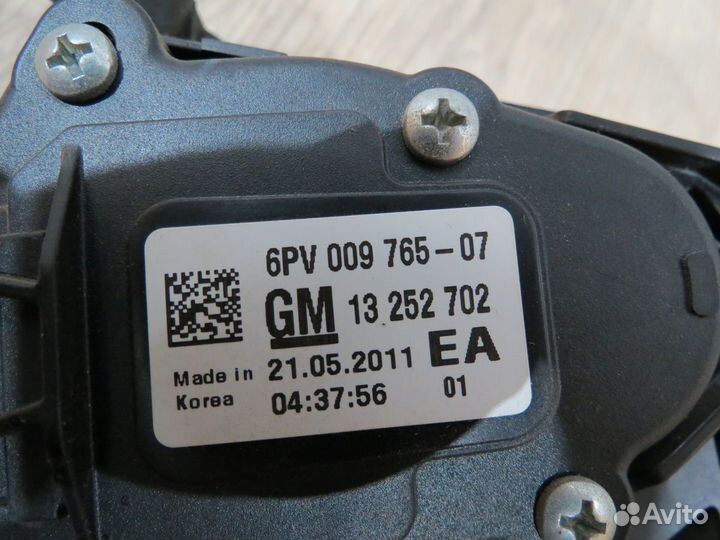 6PV 009 765-07
GM 13 252 702
Made in 21.05.2011 EA
Korea 04:37:56 01
Avito